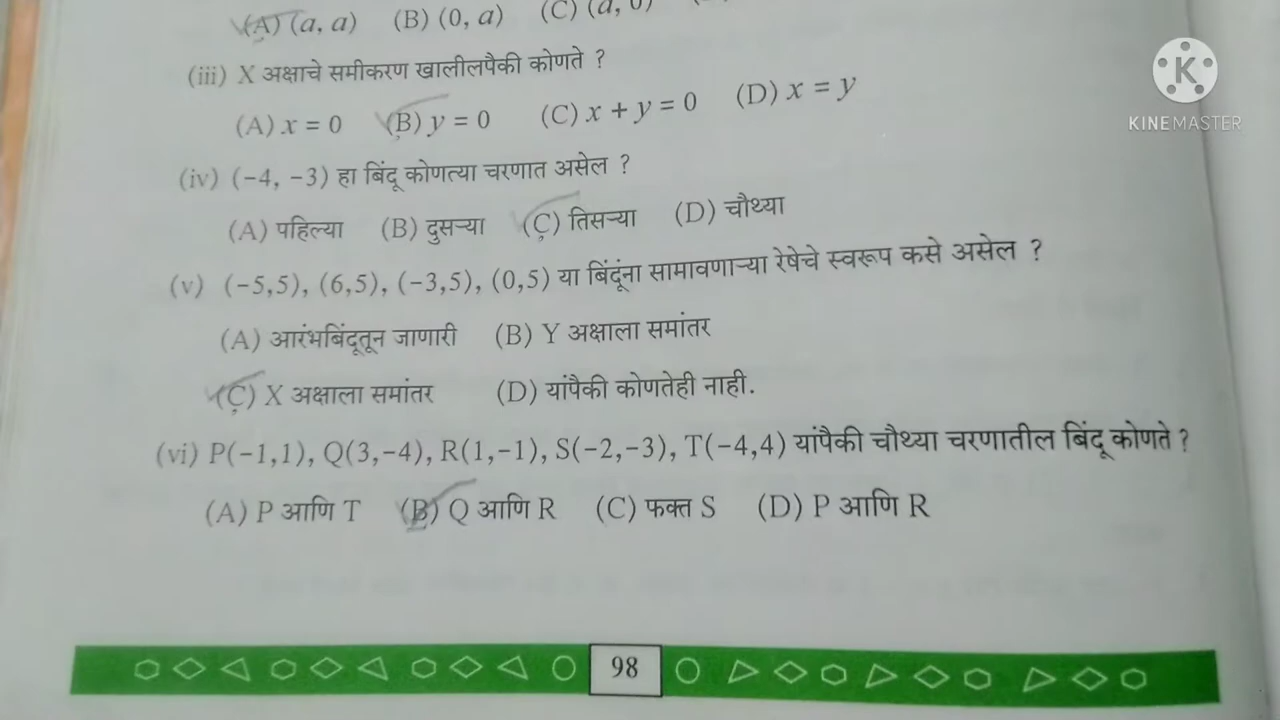 (A) (a, a) (B) (0, a) (C) (a, 0)
(iii) X अक्षाचे समीकरण खालीलपैकी कोणते ?
(A) x = 0 (B) y = 0 (C) x + y = 0 (D) x = y
(iv) (-4, -3) हा बिंदू कोणत्या चरणात असेल ?
(A) पहिल्या (B) दुसऱ्या (C) तिसऱ्या (D) चौथ्या
(v) (-5,5), (6,5), (-3,5), (0,5) या बिंदूंना सामावणाऱ्या रेषेचे स्वरूप कसे असेल ?
(A) आरंभबिंदूतून जाणारी (B) Y अक्षाला समांतर
(C) X अक्षाला समांतर (D) यांपैकी कोणतेही नाही.
(vi) P(-1,1), Q(3,-4), R(1,-1), S(-2,-3), T(-4,4) यांपैकी चौथ्या चरणातील बिंदू कोणते ?
(A) P आणि T (B) Q आणि R (C) फक्त S (D) P आणि R
98
K
KINEMASTER